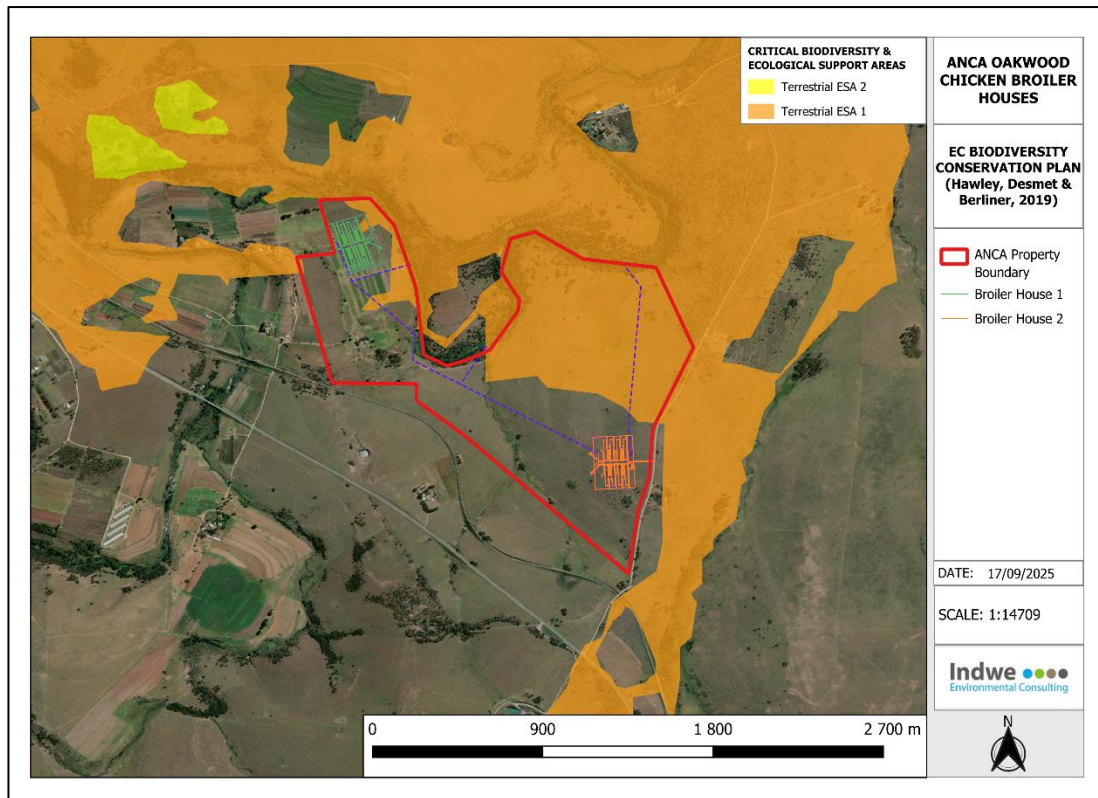 CRITICAL BIODIVERSITY &
ECOLOGICAL SUPPORT AREAS
Terrestrial ESA 2
Terrestrial ESA 1
ANCA OAKWOOD
CHICKEN BROILER
HOUSES
EC BIODIVERSITY
CONSERVATION PLAN
(Hawley, Desmet &
Berliner, 2019)
ANCA Property
Boundary
Broiler House 1
Broiler House 2
DATE: 17/09/2025
SCALE: 1:14709
Indwe
Environmental Consulting
N
0 900 1 800 2 700 m